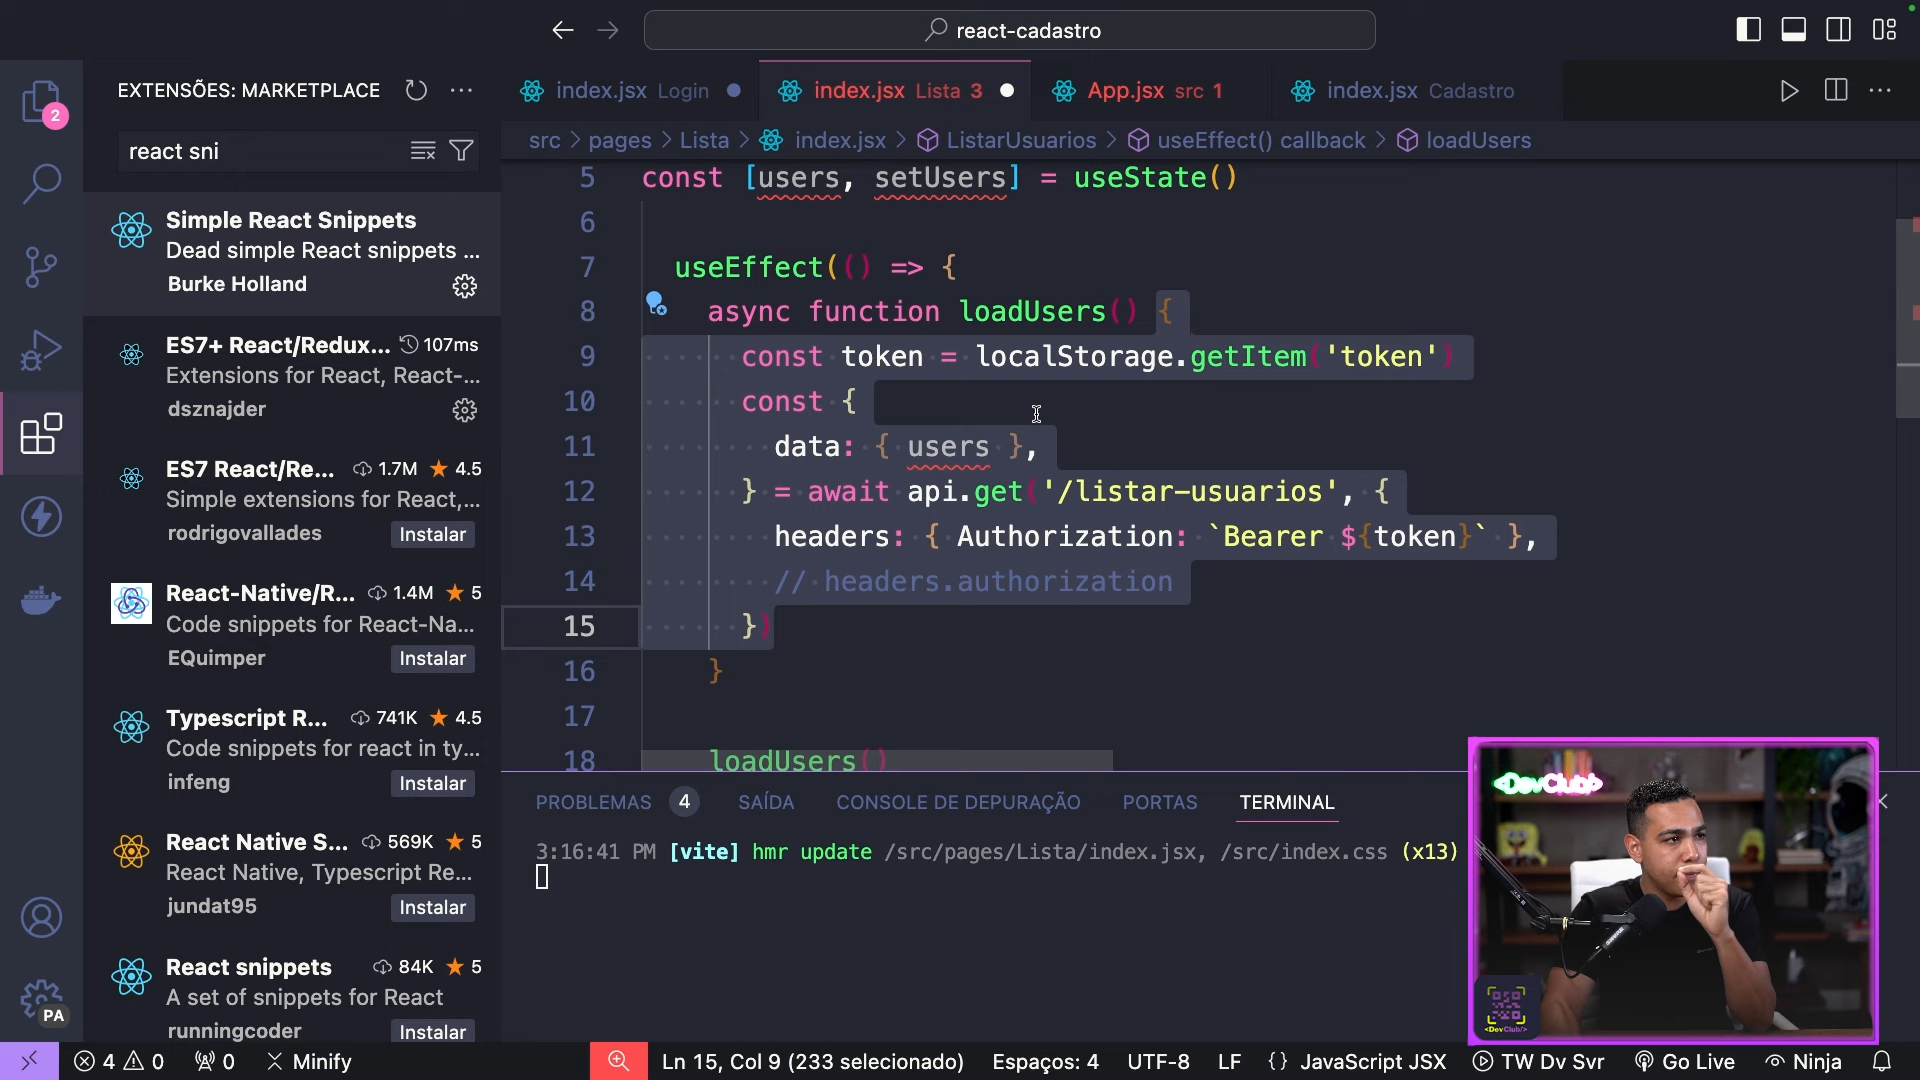 react-cadastro
EXTENSÕES: MARKETPLACE
react sni
Simple React Snippets
Dead simple React snippets ...
Burke Holland
ES7+ React/Redux... 107ms
Extensions for React, React-...
dsznajder
ES7 React/Re... 1.7M 4.5
Simple extensions for React,...
rodrigovallades Instalar
React-Native/R... 1.4M 5
Code snippets for React-Na...
EQuimper Instalar
Typescript R... 741K 4.5
Code snippets for react in ty...
infeng Instalar
React Native S... 569K 5
React Native, Typescript Re...
jundat95 Instalar
React snippets 84K 5
A set of snippets for React
runningcoder Instalar
2
PA
index.jsx Login
index.jsx Lista 3
App.jsx src 1
index.jsx Cadastro
src > pages > Lista > index.jsx > ListarUsuarios > useEffect() callback > loadUsers
5 const [users, setUsers] = useState()
6
7 useEffect(() => {
8 async function loadUsers() {
9 const token = localStorage.getItem('token')
10 const {
11 data: { users },
12 } = await api.get('/listar-usuarios', {
13 headers: { Authorization: `Bearer ${token}` },
14 // headers.authorization
15 })
16 }
17
18 loadUsers()
PROBLEMAS 4 SAÍDA CONSOLE DE DEPURAÇÃO PORTAS TERMINAL
3:16:41 PM [vite] hmr update /src/pages/Lista/index.jsx, /src/index.css (x13)
<DevClub/>
<DevClub/>
4 0 0 Minify Ln 15, Col 9 (233 selecionado) Espaços: 4 UTF-8 LF {} JavaScript JSX TW Dv Svr Go Live Ninja